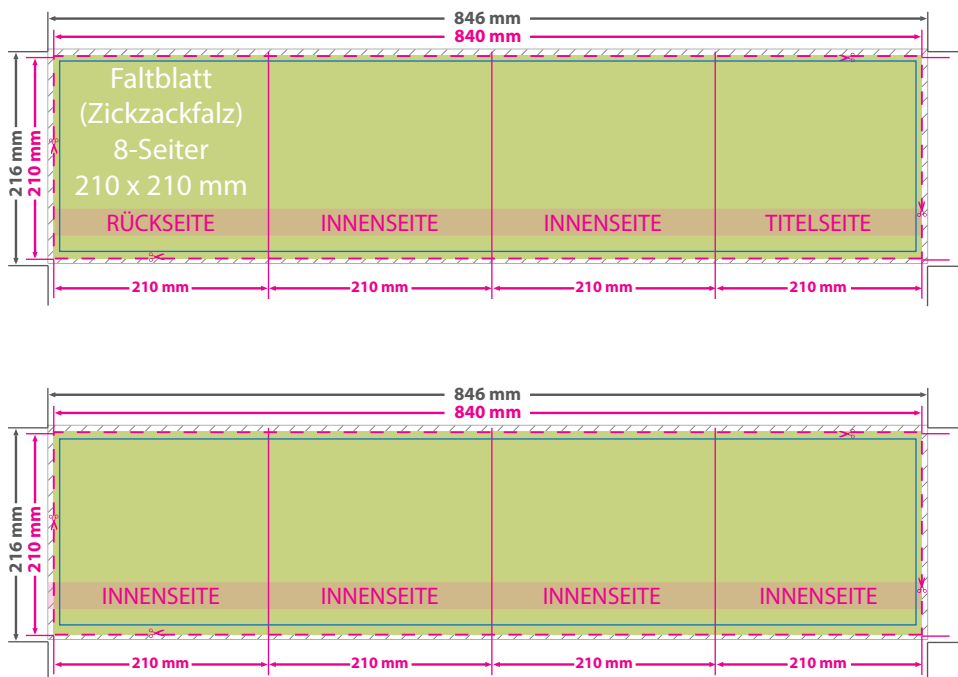 846 mm
840 mm
216 mm
210 mm
Faltblatt
(Zickzackfalz)
8-Seiter
210 x 210 mm
RÜCKSEITE INNENSEITE INNENSEITE TITELSEITE
210 mm 210 mm 210 mm 210 mm
846 mm
840 mm
216 mm
210 mm
INNENSEITE INNENSEITE INNENSEITE INNENSEITE
210 mm 210 mm 210 mm 210 mm